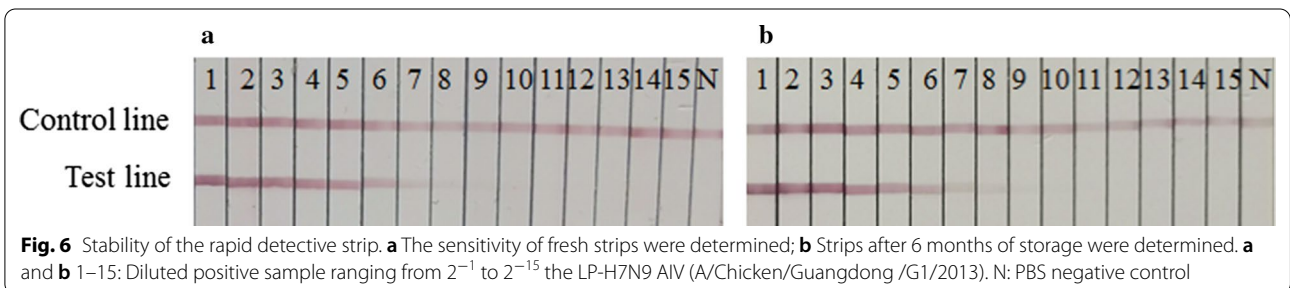 a
b
1 2 3 4 5 6 7 8 9 10 11 12 13 14 15 N
1 2 3 4 5 6 7 8 9 10 11 12 13 14 15 N
Control line
Test line
Fig. 6 Stability of the rapid detective strip. a The sensitivity of fresh strips were determined; b Strips after 6 months of storage were determined. a
and b 1–15: Diluted positive sample ranging from 2⁻¹ to 2⁻¹⁵ the LP-H7N9 AIV (A/Chicken/Guangdong /G1/2013). N: PBS negative control